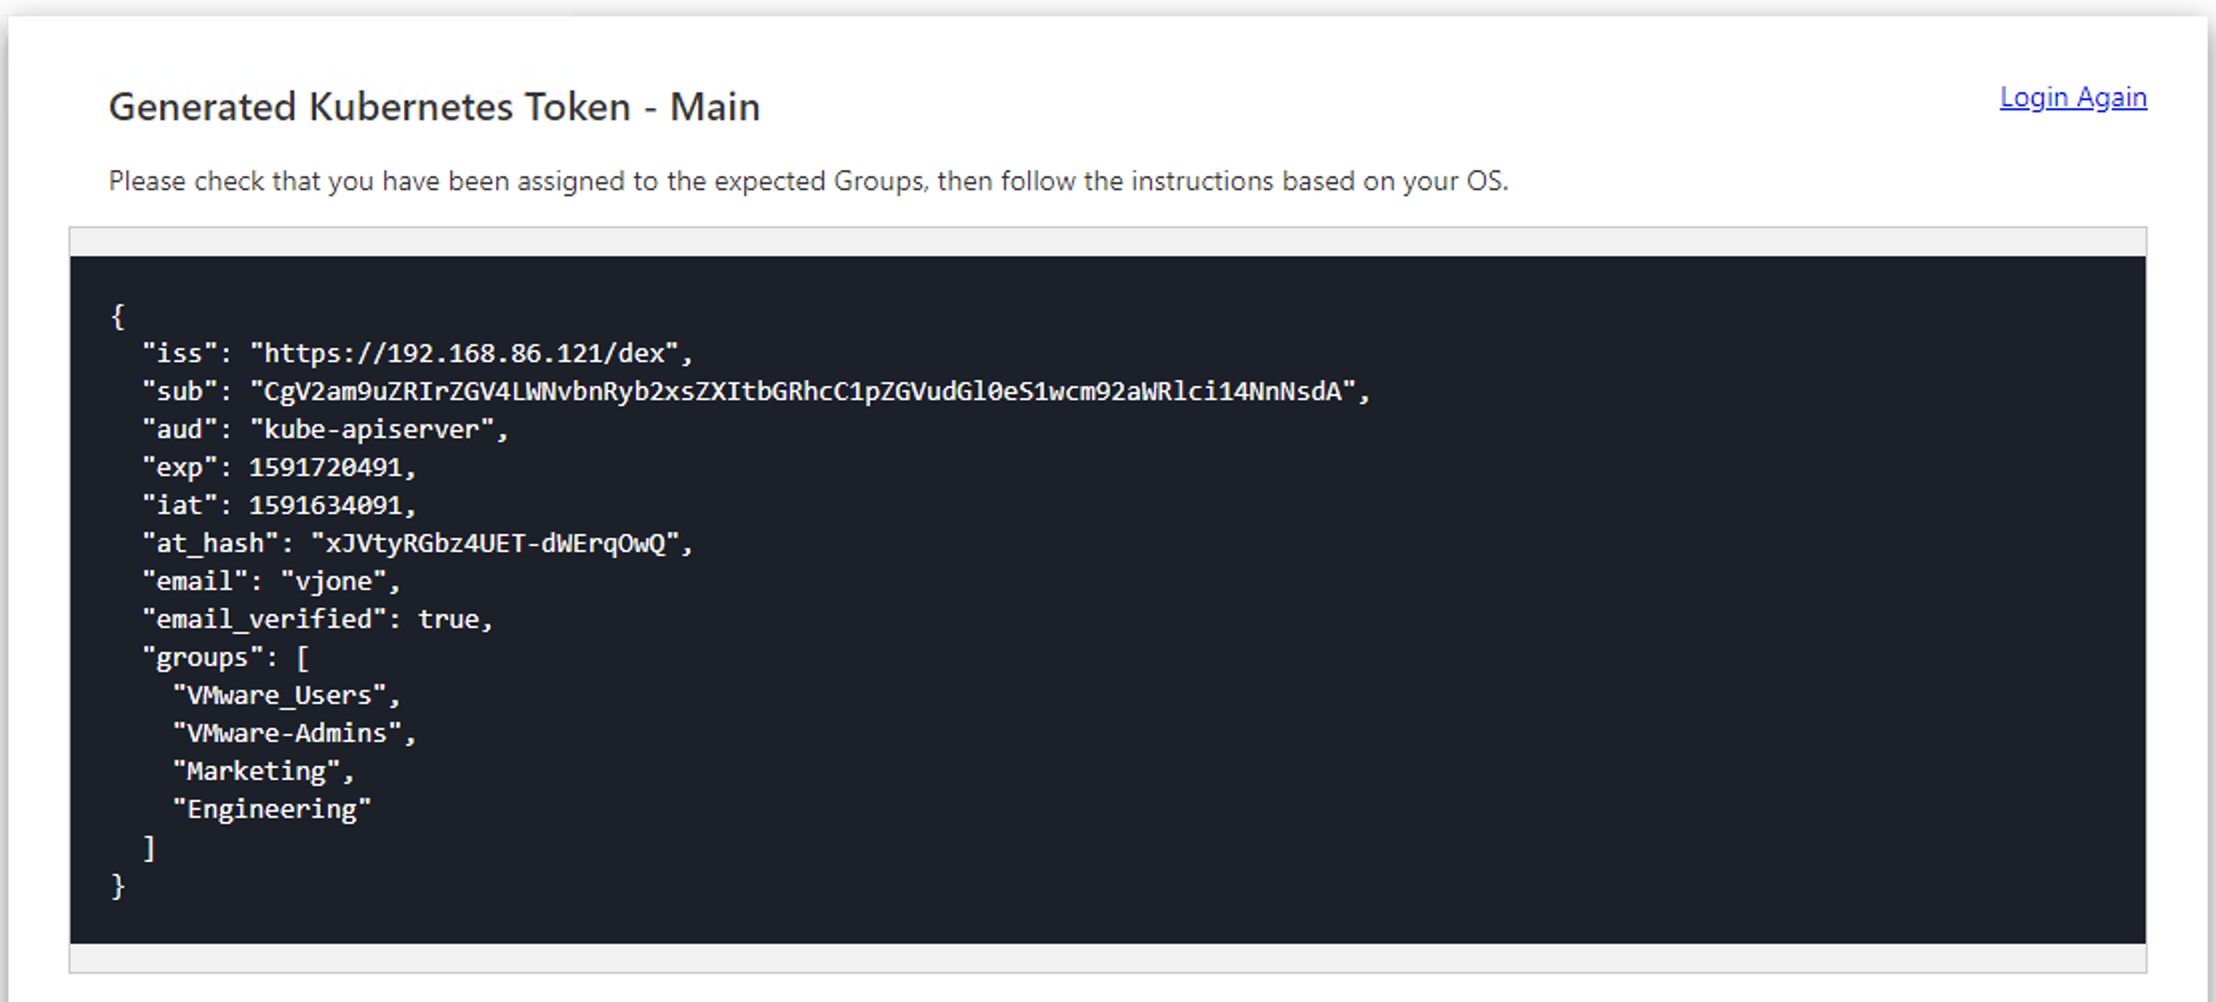 Generated Kubernetes Token - Main
Login Again
Please check that you have been assigned to the expected Groups, then follow the instructions based on your OS.
{
  "iss": "https://192.168.86.121/dex",
  "sub": "CgV2am9uZRIrZGV4LWNvbnRyb2xsZXItbGRhcC1pZGVudGl0eS1wcm92aWRlci14NnNsdA",
  "aud": "kube-apiserver",
  "exp": 1591720491,
  "iat": 1591634091,
  "at_hash": "xJVtyRGbz4UET-dWErqOwQ",
  "email": "vjone",
  "email_verified": true,
  "groups": [
    "VMware_Users",
    "VMware-Admins",
    "Marketing",
    "Engineering"
  ]
}